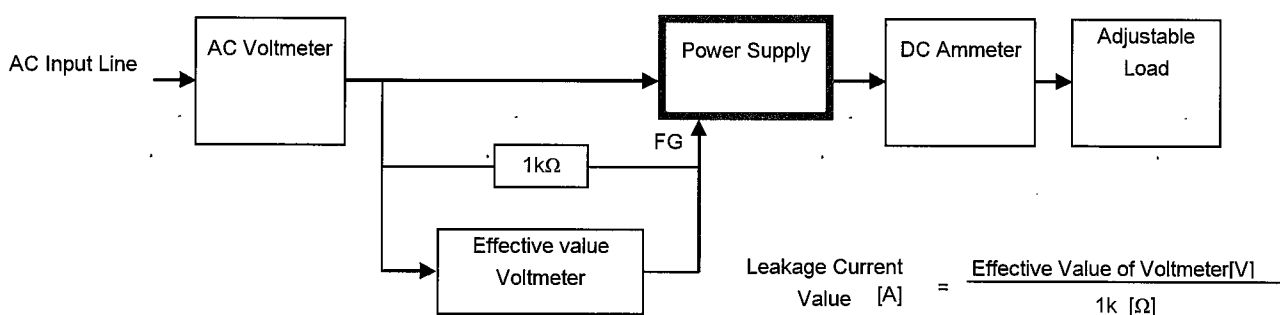 AC Input Line
AC Voltmeter
Power Supply
DC Ammeter
Adjustable
Load
FG
1kΩ
Effective value
Voltmeter
Leakage Current
Value [A]
=
Effective Value of Voltmeter[V]
1k [Ω]